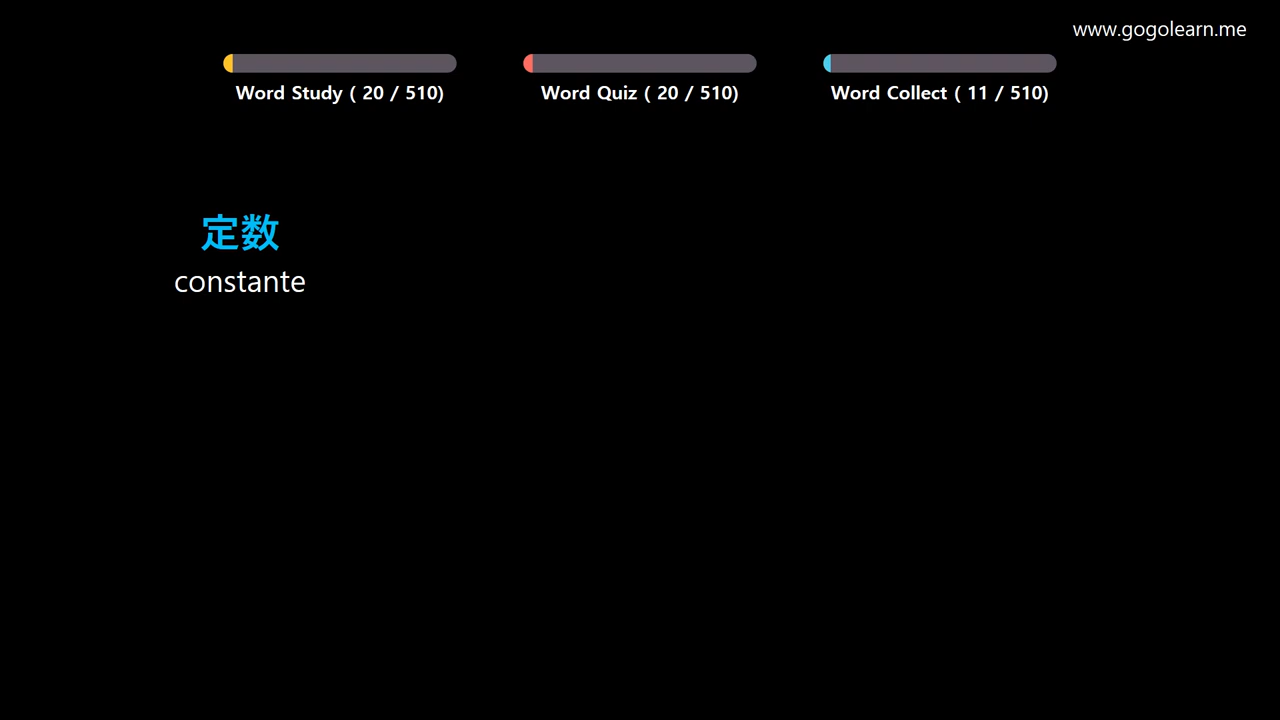 www.gogolearn.me
Word Study ( 20 / 510)
Word Quiz ( 20 / 510)
Word Collect ( 11 / 510)
定数
constante